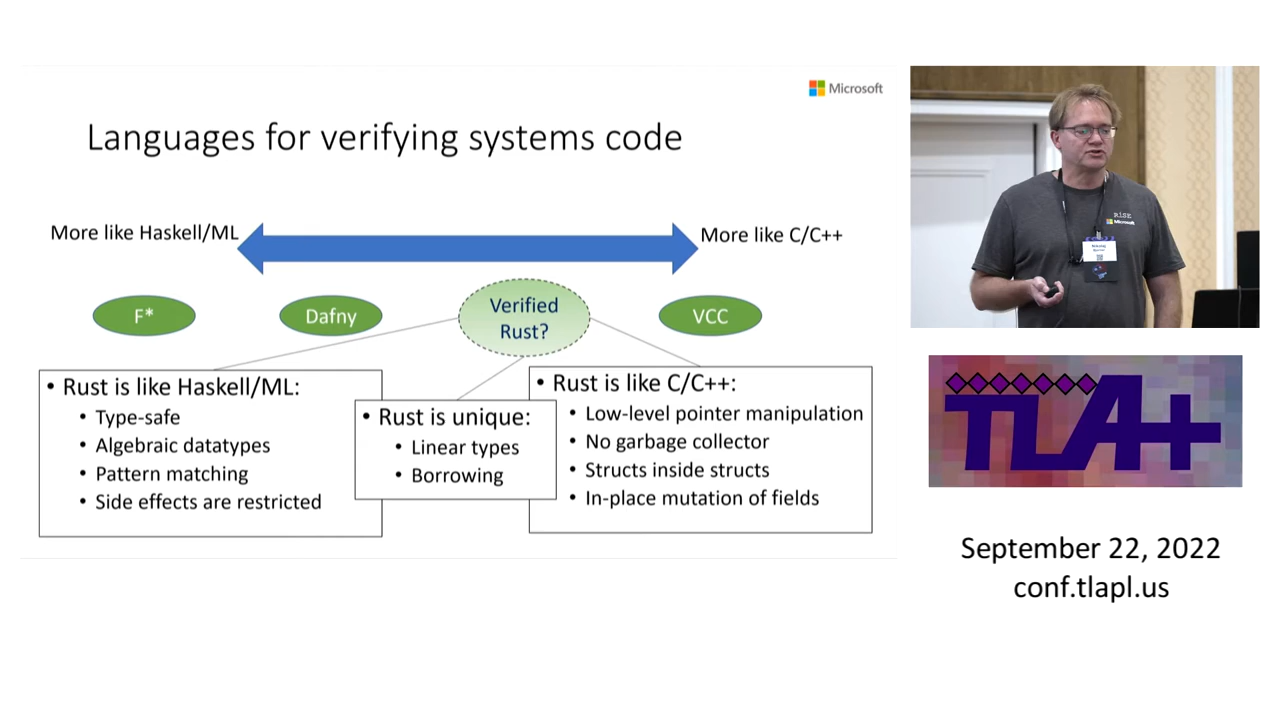 Microsoft
Languages for verifying systems code
More like Haskell/ML
More like C/C++
F*
Dafny
Verified
Rust?
VCC
• Rust is like Haskell/ML:
• Type-safe
• Algebraic datatypes
• Pattern matching
• Side effects are restricted
• Rust is unique:
• Linear types
• Borrowing
• Rust is like C/C++:
• Low-level pointer manipulation
• No garbage collector
• Structs inside structs
• In-place mutation of fields
RiSE
Microsoft
TLA+
September 22, 2022
conf.tlapl.us